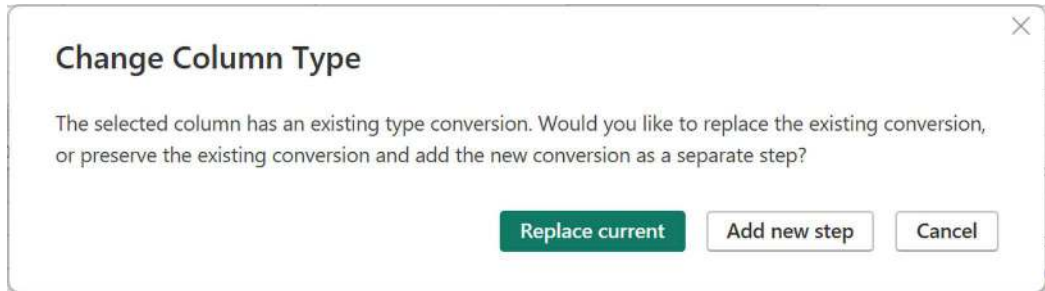 Change Column Type
The selected column has an existing type conversion. Would you like to replace the existing conversion,
or preserve the existing conversion and add the new conversion as a separate step?
Replace current Add new step Cancel